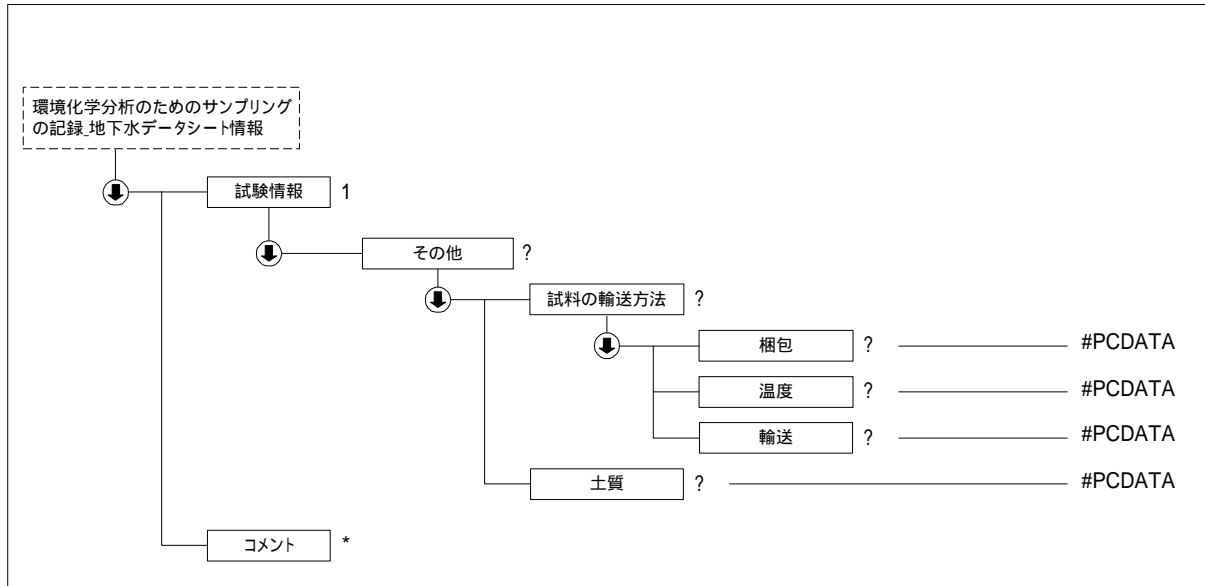 環境化学分析のためのサンプリング
の記録_地下水データシート情報
試験情報 1
その他 ?
試料の輸送方法 ?
梱包 ? #PCDATA
温度 ? #PCDATA
輸送 ? #PCDATA
土質 ? #PCDATA
コメント *